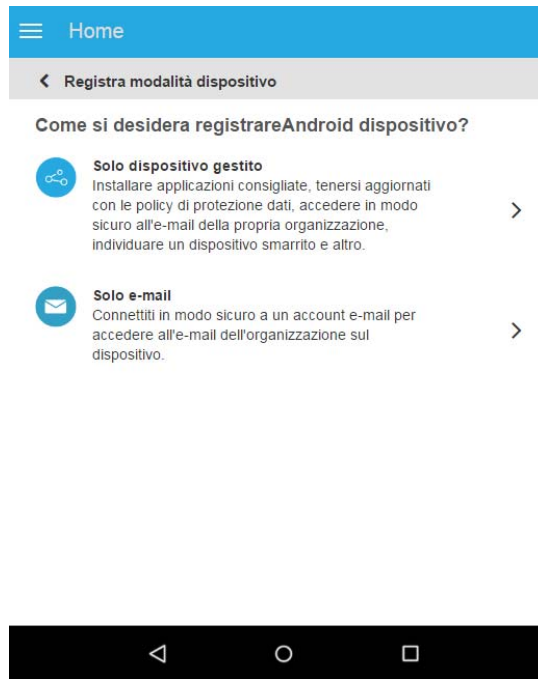 Home
Registra modalità dispositivo
Come si desidera registrareAndroid dispositivo?
Solo dispositivo gestito
Installare applicazioni consigliate, tenersi aggiornati
con le policy di protezione dati, accedere in modo
sicuro all'e-mail della propria organizzazione,
individuare un dispositivo smarrito e altro.
Solo e-mail
Connettiti in modo sicuro a un account e-mail per
accedere all'e-mail dell'organizzazione sul
dispositivo.